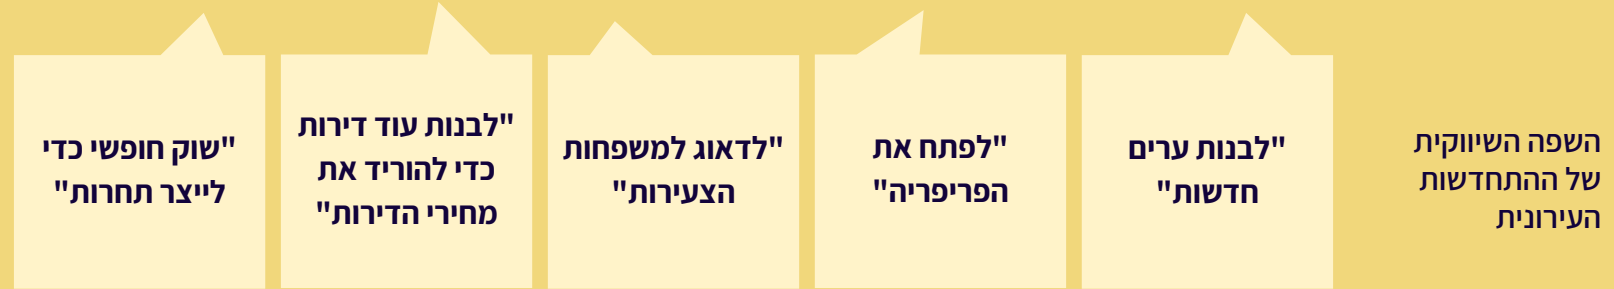 השפה השיווקית
של ההתחדשות
העירונית
"לבנות ערים
חדשות"
"לפתח את
הפריפריה"
"לדאוג למשפחות
הצעירות"
"לבנות עוד דירות
כדי להוריד את
מחירי הדירות"
"שוק חופשי כדי
לייצר תחרות"